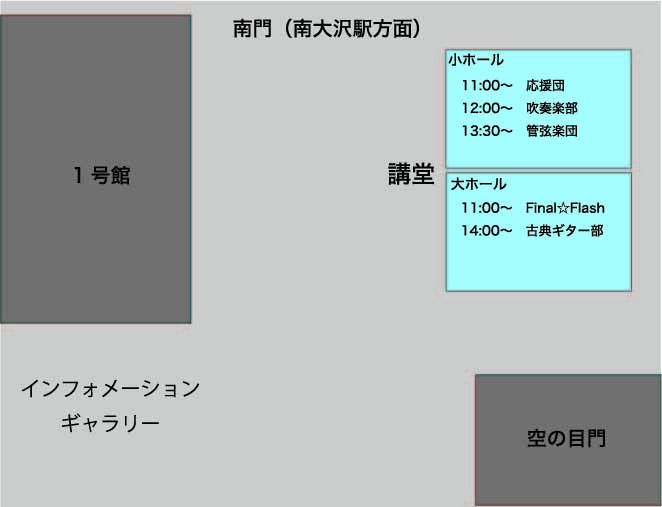 南門（南大沢駅方面）
小ホール
11:00〜　応援団
12:00〜　吹奏楽部
13:30〜　管弦楽団
1 号館
講堂
大ホール
11:00〜　Final☆Flash
14:00〜　古典ギター部
インフォメーション
ギャラリー
空の目門